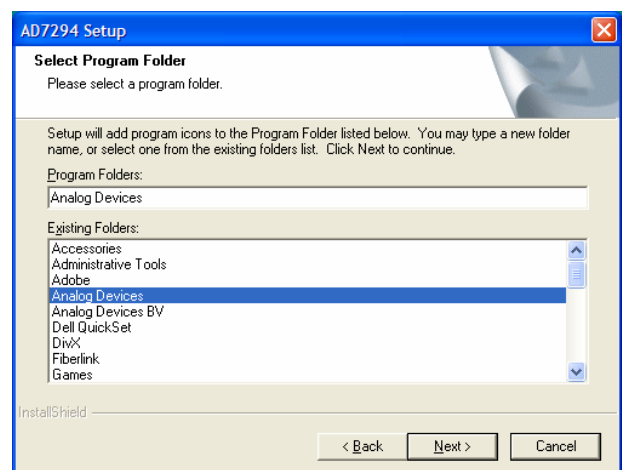 AD7294 Setup
Select Program Folder
Please select a program folder.
Setup will add program icons to the Program Folder listed below. You may type a new folder
name, or select one from the existing folders list. Click Next to continue.
Program Folders:
Analog Devices
Existing Folders:
Accessories
Administrative Tools
Adobe
Analog Devices
Analog Devices BV
Dell QuickSet
DivX
Fiberlink
Games
InstallShield
< Back Next > Cancel